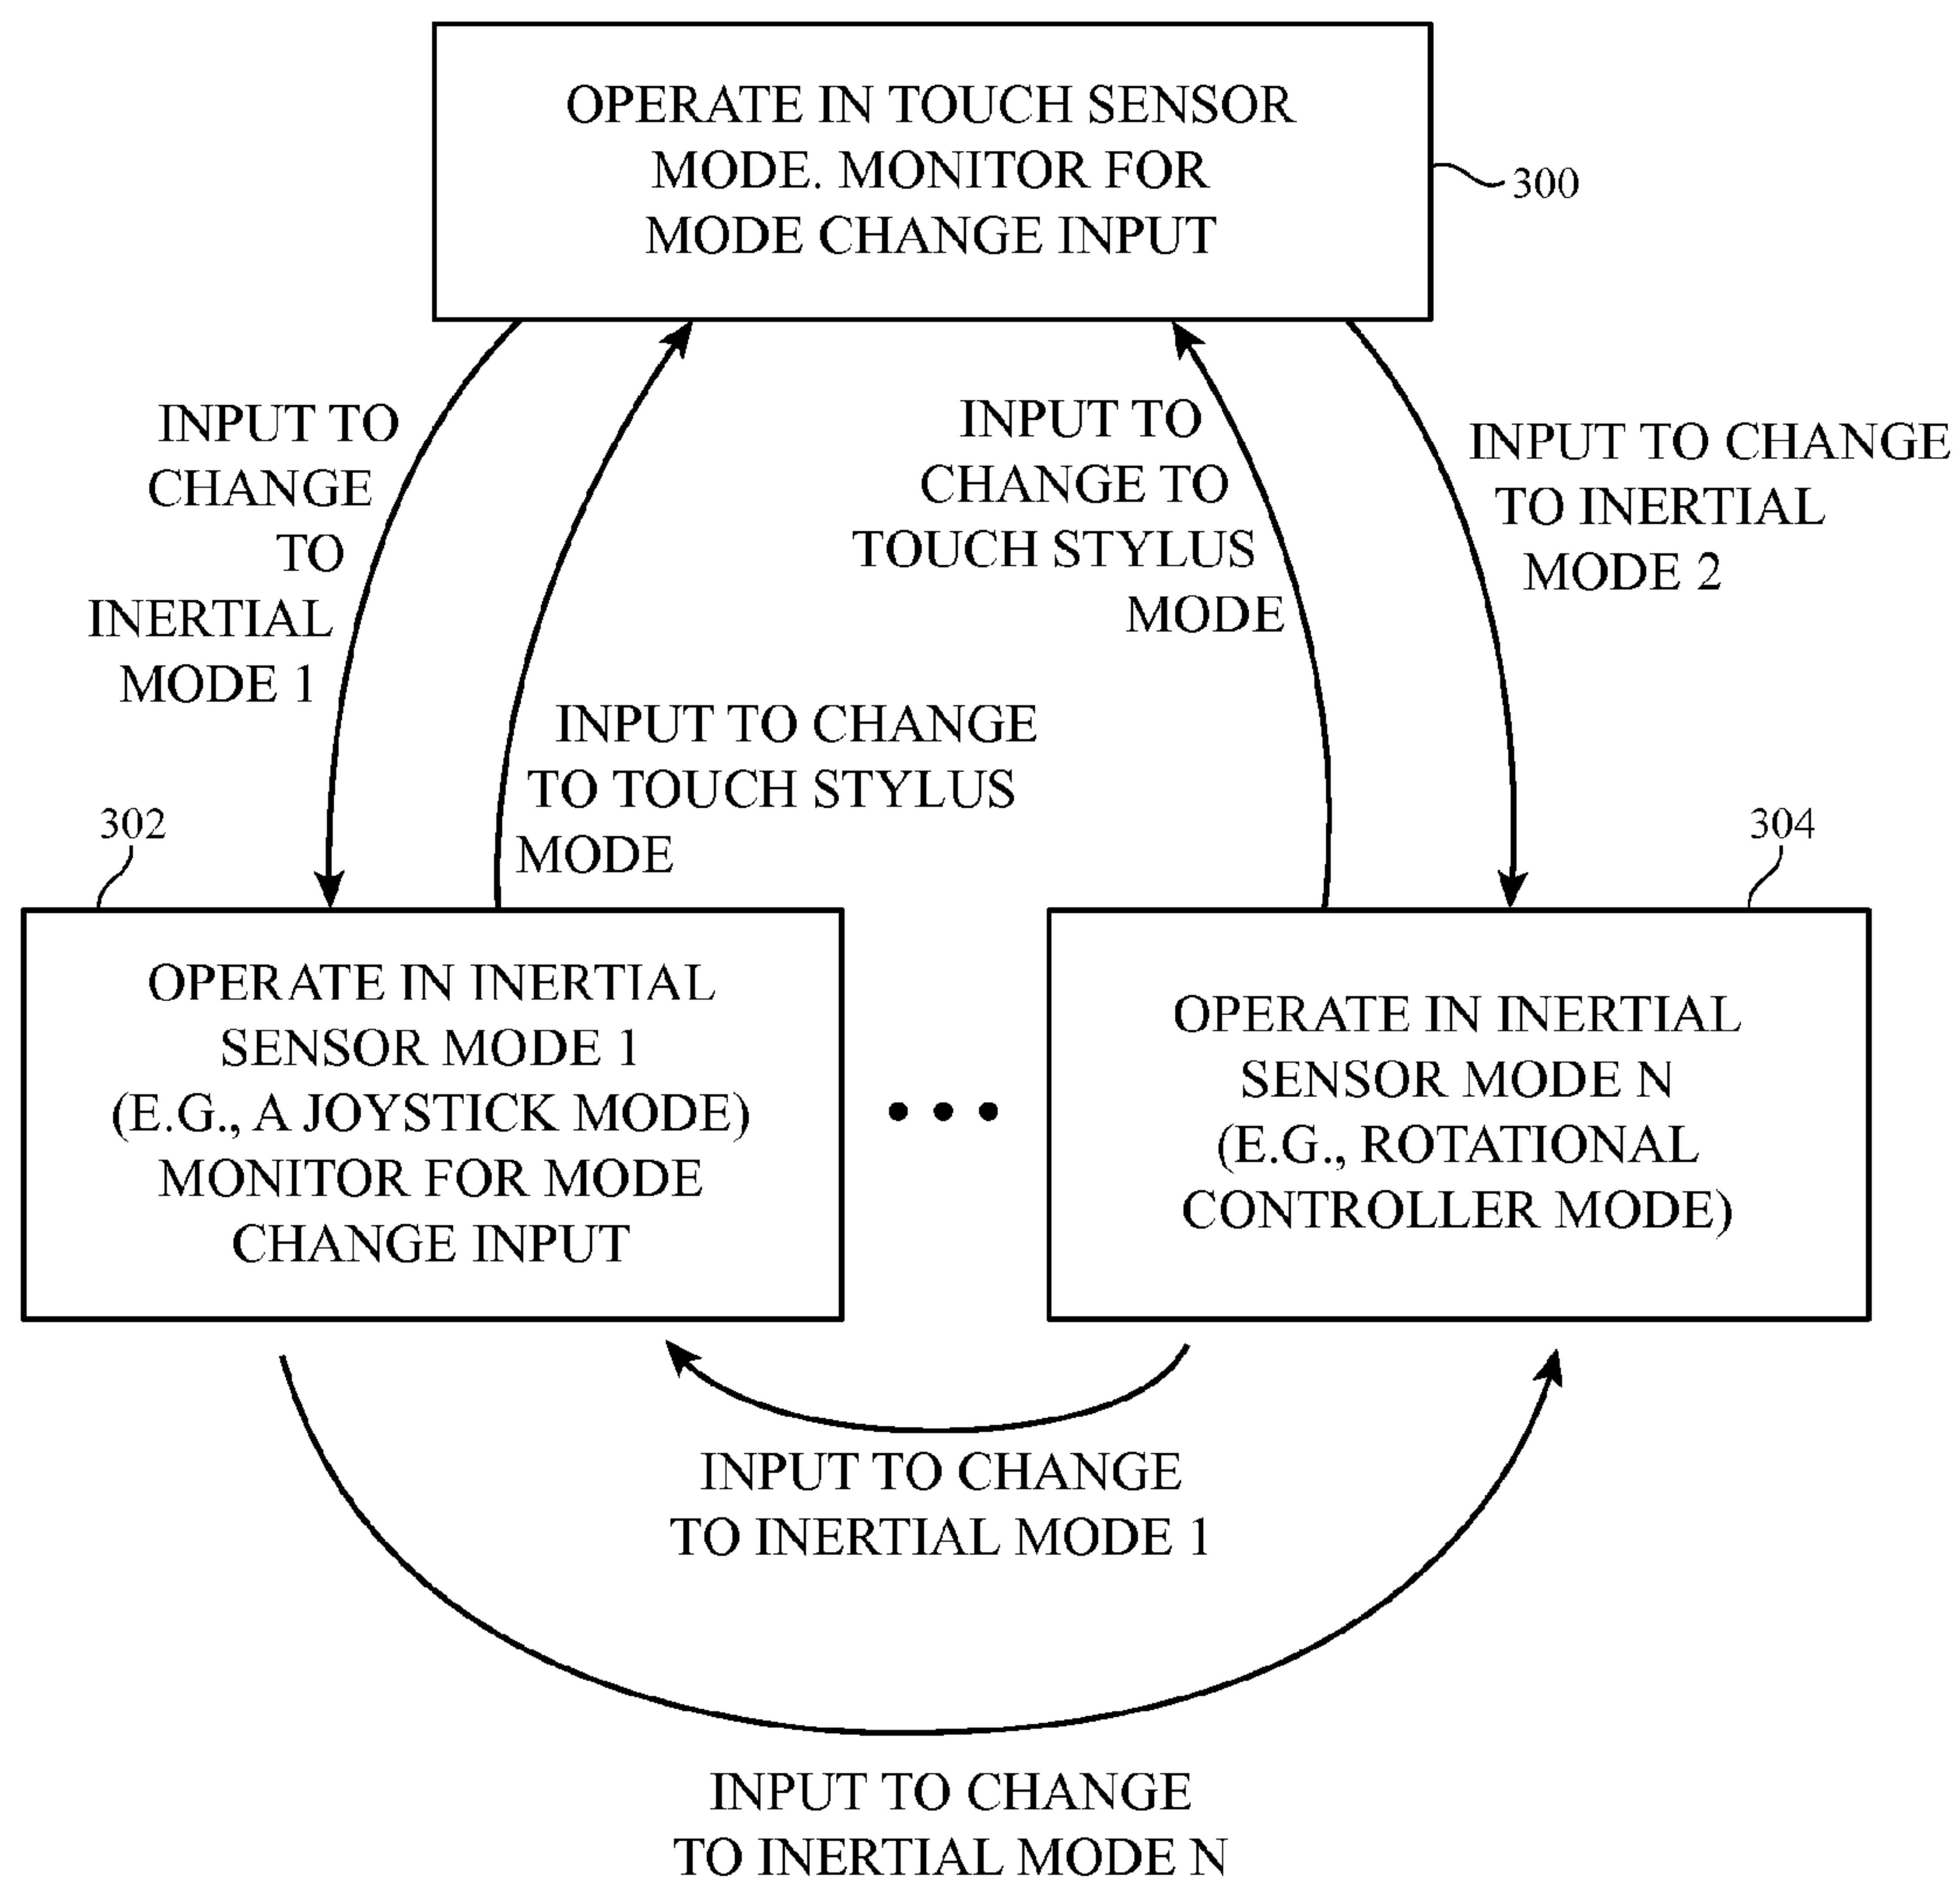 OPERATE IN TOUCH SENSOR
MODE. MONITOR FOR
MODE CHANGE INPUT
300
INPUT TO
CHANGE
TO
INERTIAL
MODE 1
INPUT TO CHANGE
TO TOUCH STYLUS
MODE
INPUT TO
CHANGE TO
TOUCH STYLUS
MODE
INPUT TO CHANGE
TO INERTIAL
MODE 2
302
OPERATE IN INERTIAL
SENSOR MODE 1
(E.G., A JOYSTICK MODE)
MONITOR FOR MODE
CHANGE INPUT
• • •
304
OPERATE IN INERTIAL
SENSOR MODE N
(E.G., ROTATIONAL
CONTROLLER MODE)
INPUT TO CHANGE
TO INERTIAL MODE 1
INPUT TO CHANGE
TO INERTIAL MODE N